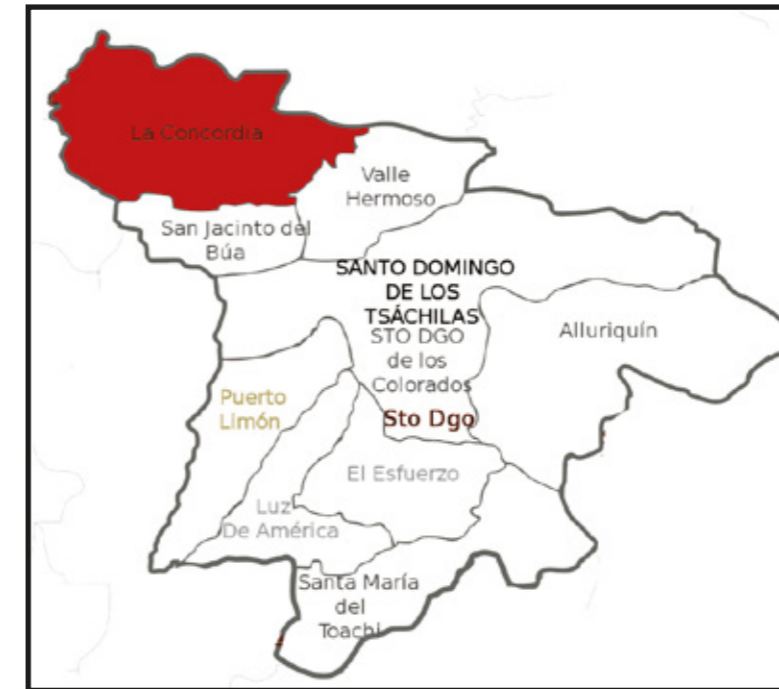 La Concordia
Valle
Hermoso
San Jacinto del
Búa
SANTO DOMINGO
DE LOS
TSÁCHILAS
STO DGO
de los
Colorados
Alluriquín
Puerto
Limón
Sto Dgo
El Esfuerzo
Luz
De América
Santa María
del
Toachi